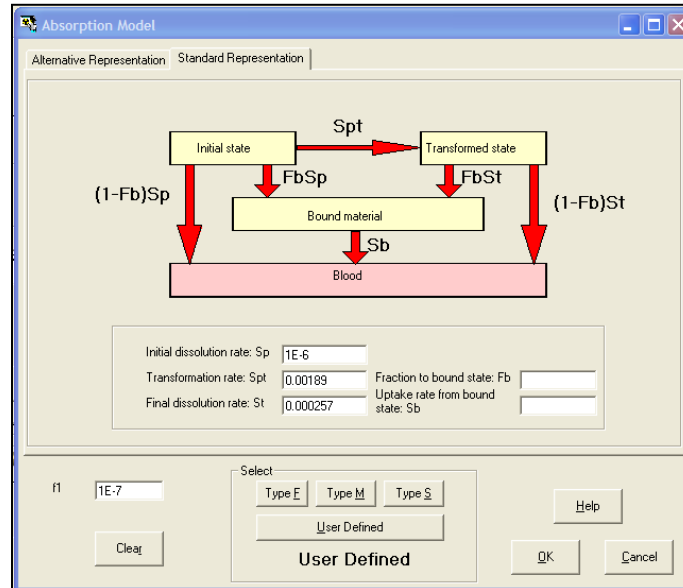 Absorption Model
Alternative Representation
Standard Representation
Spt
Initial state
Transformed state
(1-Fb)Sp
FbSp
FbSt
(1-Fb)St
Bound material
Sb
Blood
Initial dissolution rate: Sp
1E-6
Transformation rate: Spt
0.00189
Fraction to bound state: Fb
Final dissolution rate: St
0.000257
Uptake rate from bound
state: Sb
f1
1E-7
Clear
Select
Type F
Type M
Type S
User Defined
User Defined
Help
OK
Cancel